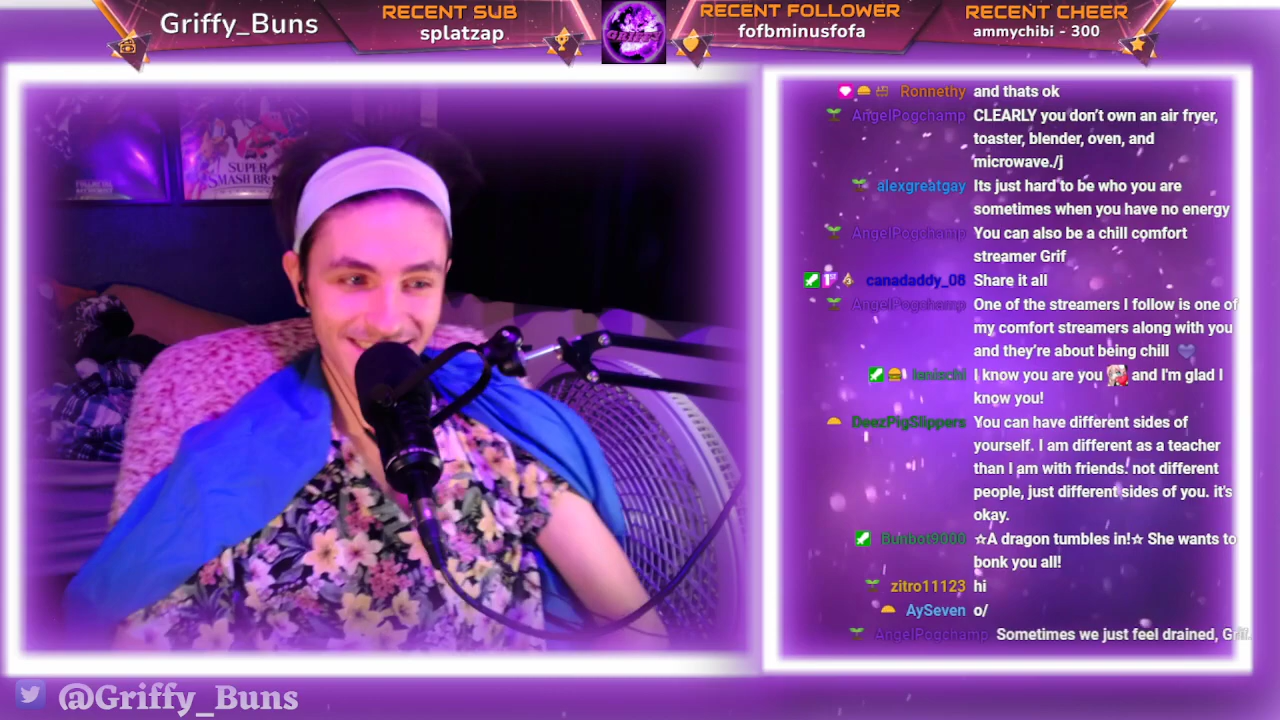 Griffy_Buns
RECENT SUB
splatzap
GRIFFY
RECENT FOLLOWER
fofbminusfofa
RECENT CHEER
ammychibi - 300
SUPER
SMASH BR
Ronnethy and thats ok
AngelPogchamp CLEARLY you don't own an air fryer,
toaster, blender, oven, and
microwave./j
alexgreatgay Its just hard to be who you are
sometimes when you have no energy
AngelPogchamp You can also be a chill comfort
streamer Grif
canadaddy_08 Share it all
AngelPogchamp One of the streamers I follow is one of
my comfort streamers along with you
and they're about being chill
I know you are you and I'm glad I
know you!
DeezPigSlippers You can have different sides of
yourself. I am different as a teacher
than I am with friends. not different
people, just different sides of you. it's
okay.
Bunbot9000 ☆A dragon tumbles in!☆ She wants to
bonk you all!
zitro11123 hi
AySeven o/
AngelPogchamp Sometimes we just feel drained, Grif.
@Griffy_Buns